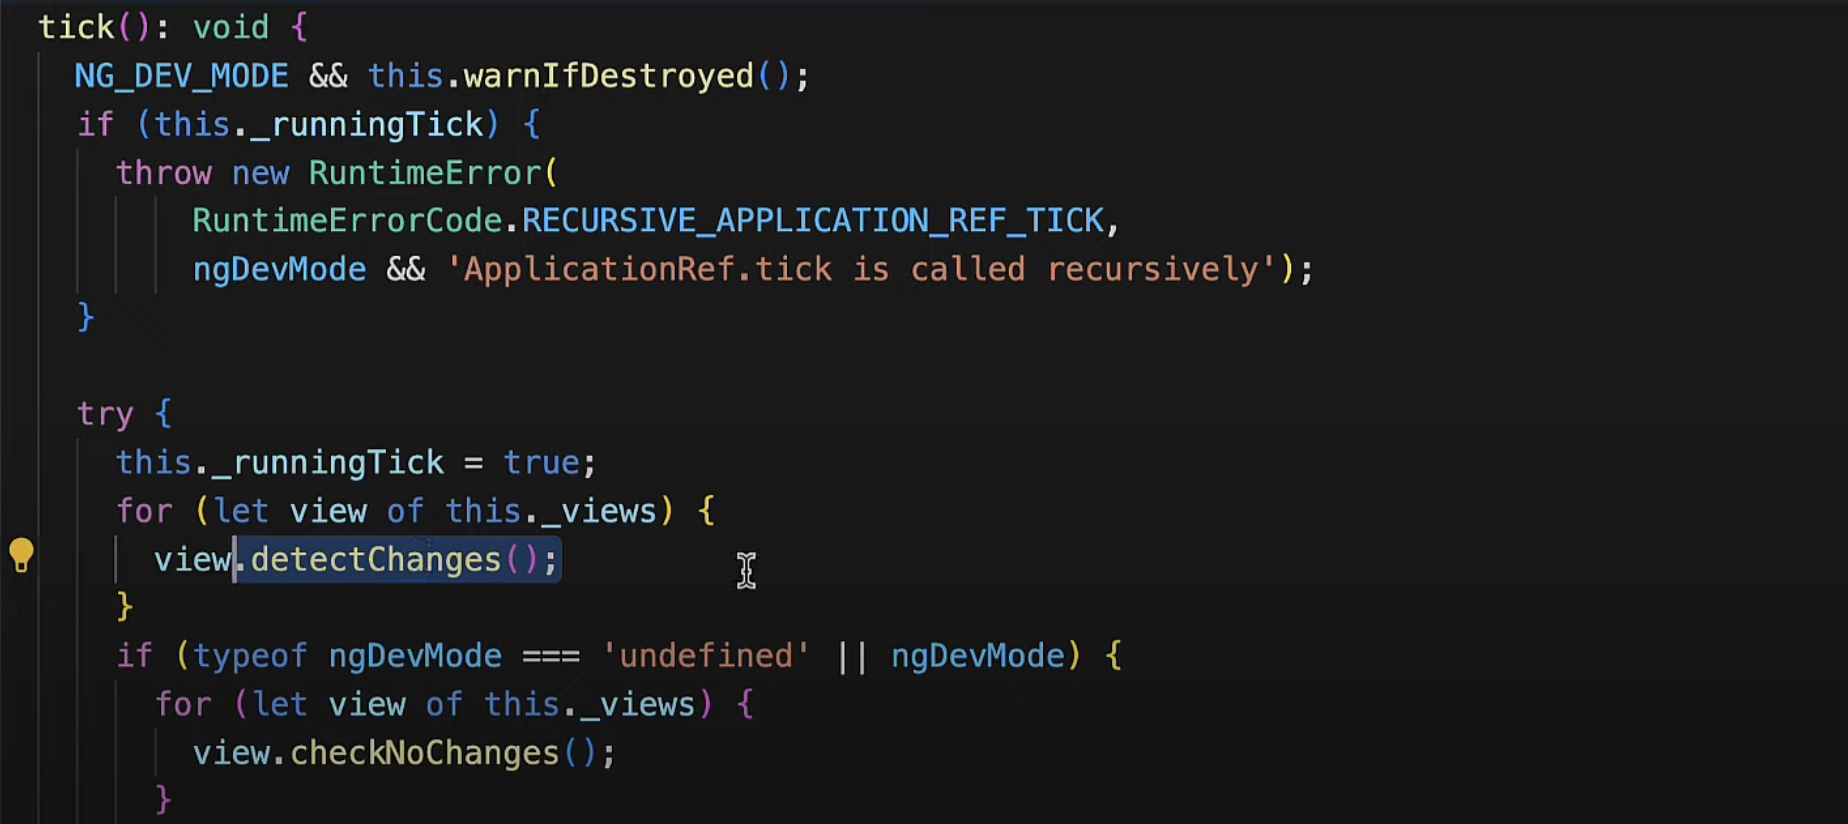 tick(): void {
NG_DEV_MODE && this.warnIfDestroyed();
if (this._runningTick) {
throw new RuntimeError(
RuntimeErrorCode.RECURSIVE_APPLICATION_REF_TICK,
ngDevMode && 'ApplicationRef.tick is called recursively');
}
try {
this._runningTick = true;
for (let view of this._views) {
view.detectChanges();
}
if (typeof ngDevMode === 'undefined' || ngDevMode) {
for (let view of this._views) {
view.checkNoChanges();
}